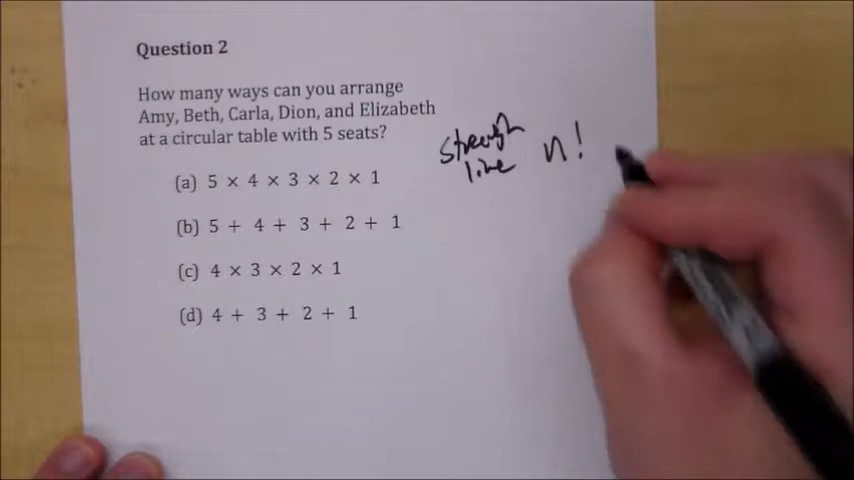 Question 2
How many ways can you arrange
Amy, Beth, Carla, Dion, and Elizabeth
at a circular table with 5 seats?
(a) 5 × 4 × 3 × 2 × 1
(b) 5 + 4 + 3 + 2 + 1
(c) 4 × 3 × 2 × 1
(d) 4 + 3 + 2 + 1
line n!